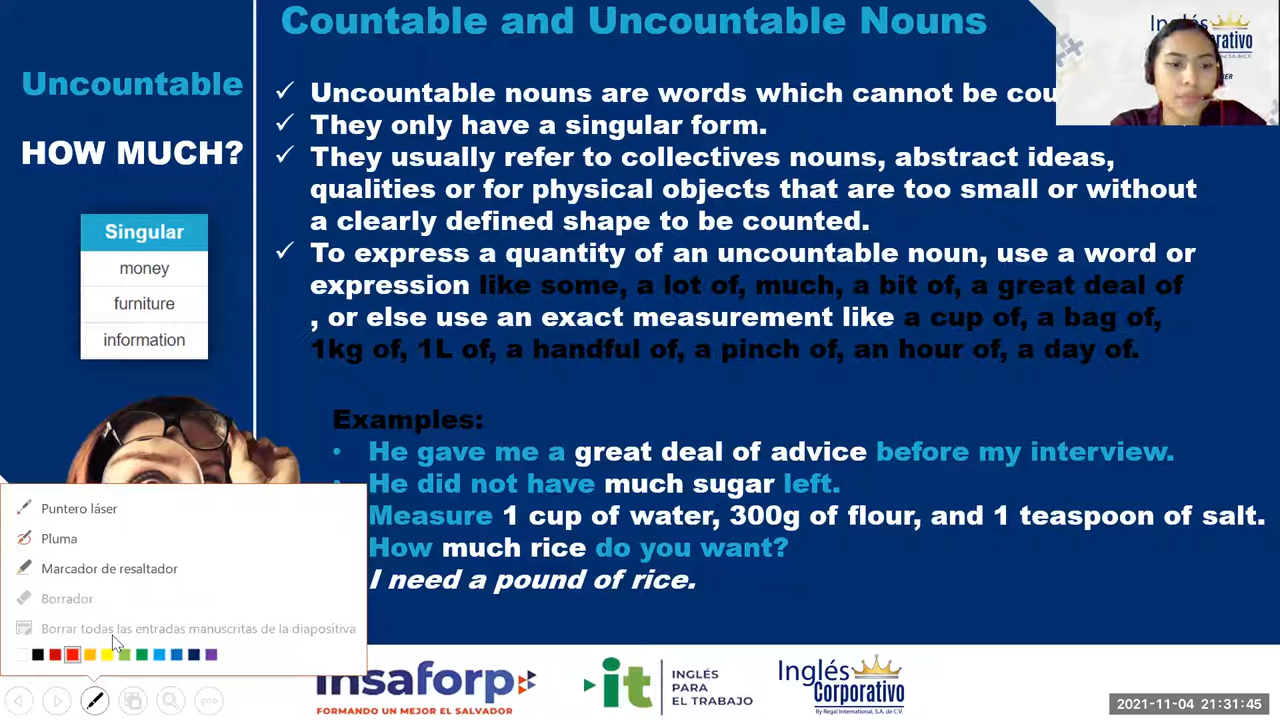 Countable and Uncountable Nouns
Uncountable
HOW MUCH?
Singular
money
furniture
information
✓ Uncountable nouns are words which cannot be cou
✓ They only have a singular form.
✓ They usually refer to collectives nouns, abstract ideas,
qualities or for physical objects that are too small or without
a clearly defined shape to be counted.
✓ To express a quantity of an uncountable noun, use a word or
expression like some, a lot of, much, a bit of, a great deal of
, or else use an exact measurement like a cup of, a bag of,
1kg of, 1L of, a handful of, a pinch of, an hour of, a day of.
Examples:
• He gave me a great deal of advice before my interview.
• He did not have much sugar left.
Measure 1 cup of water, 300g of flour, and 1 teaspoon of salt.
How much rice do you want?
I need a pound of rice.
Puntero láser
Pluma
Marcador de resaltador
Borrador
Borrar todas las entradas manuscritas de la diapositiva
insaforp
FORMANDO UN MEJOR EL SALVADOR
it INGLÉS
PARA
EL TRABAJO
Inglés
Corporativo
By Regal International, S.A. de C.V.
2021-11-04 21:31:45